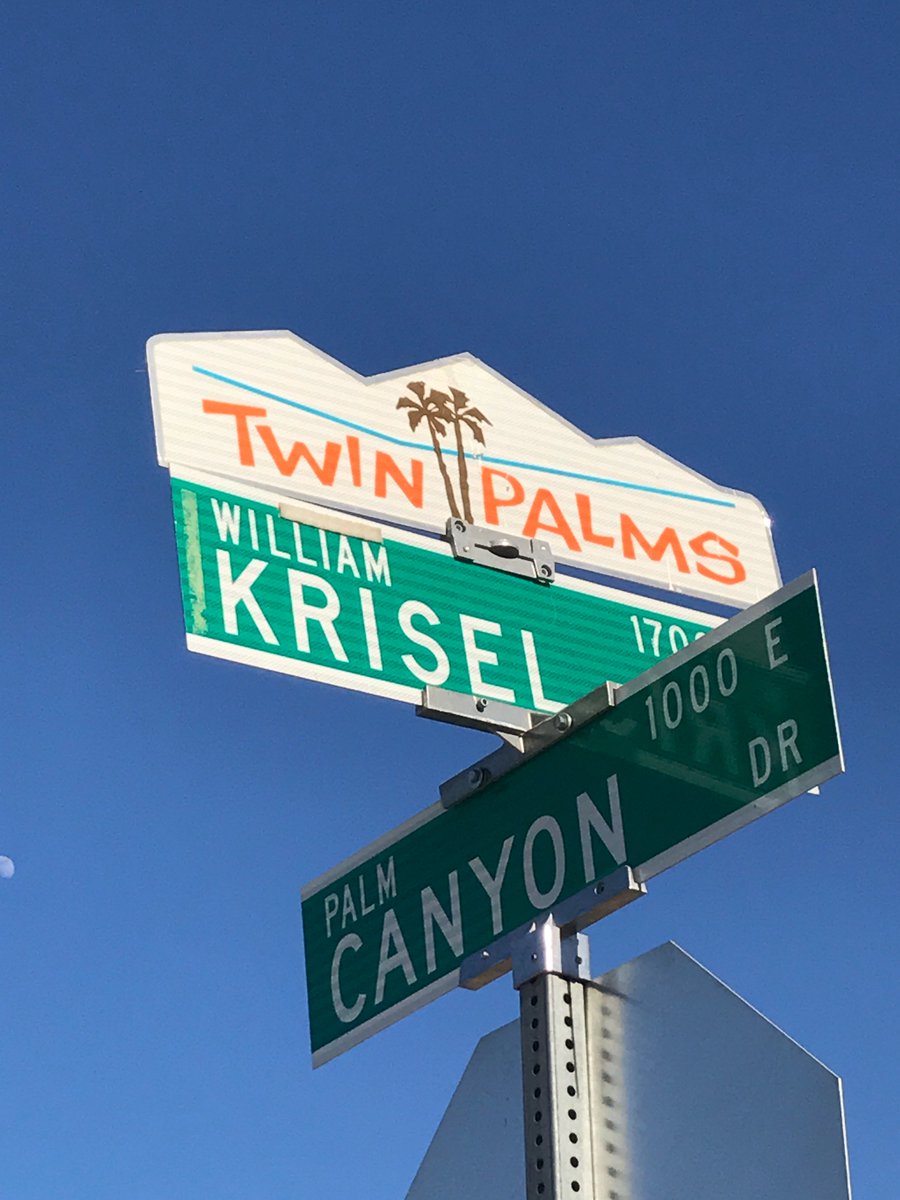 TWIN PALMS
WILLIAM
KRISEL
1000 E
PALM
CANYON DR